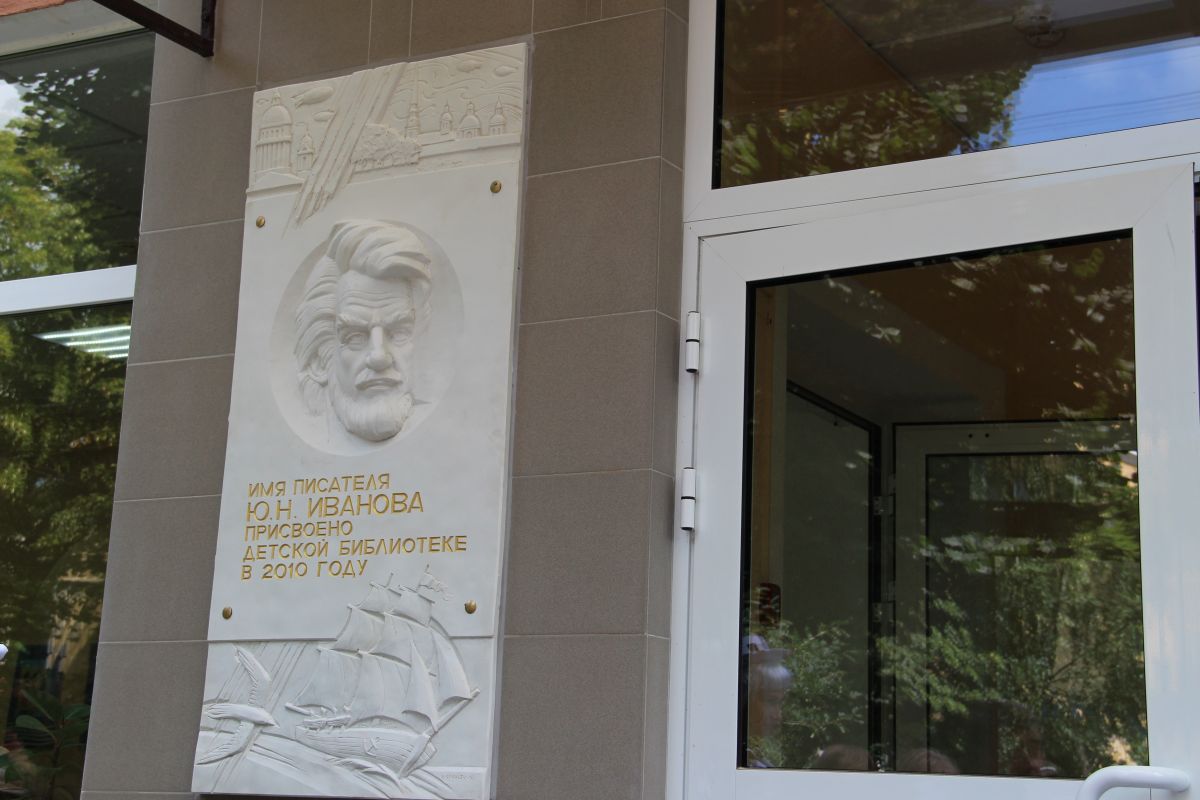 ИМЯ ПИСАТЕЛЯ
Ю.Н. ИВАНОВА
ПРИСВОЕНО
ДЕТСКОЙ БИБЛИОТЕКЕ
В 2010 ГОДУ